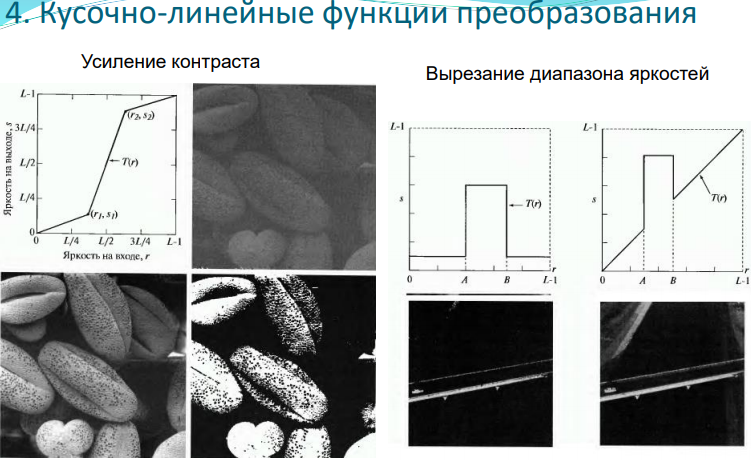 4. Кусочно-линейные функции преобразования
Усиление контраста
Вырезание диапазона яркостей
L-1
3L/4
L/2
L/4
0
L/4
L/2
3L/4
L-1
(r2, s2)
T(r)
(r1, s1)
Яркость на выходе, s
Яркость на входе, r
L-1
s
T(r)
0
A
B
r
L-1
L-1
s
T(r)
0
A
B
r
L-1